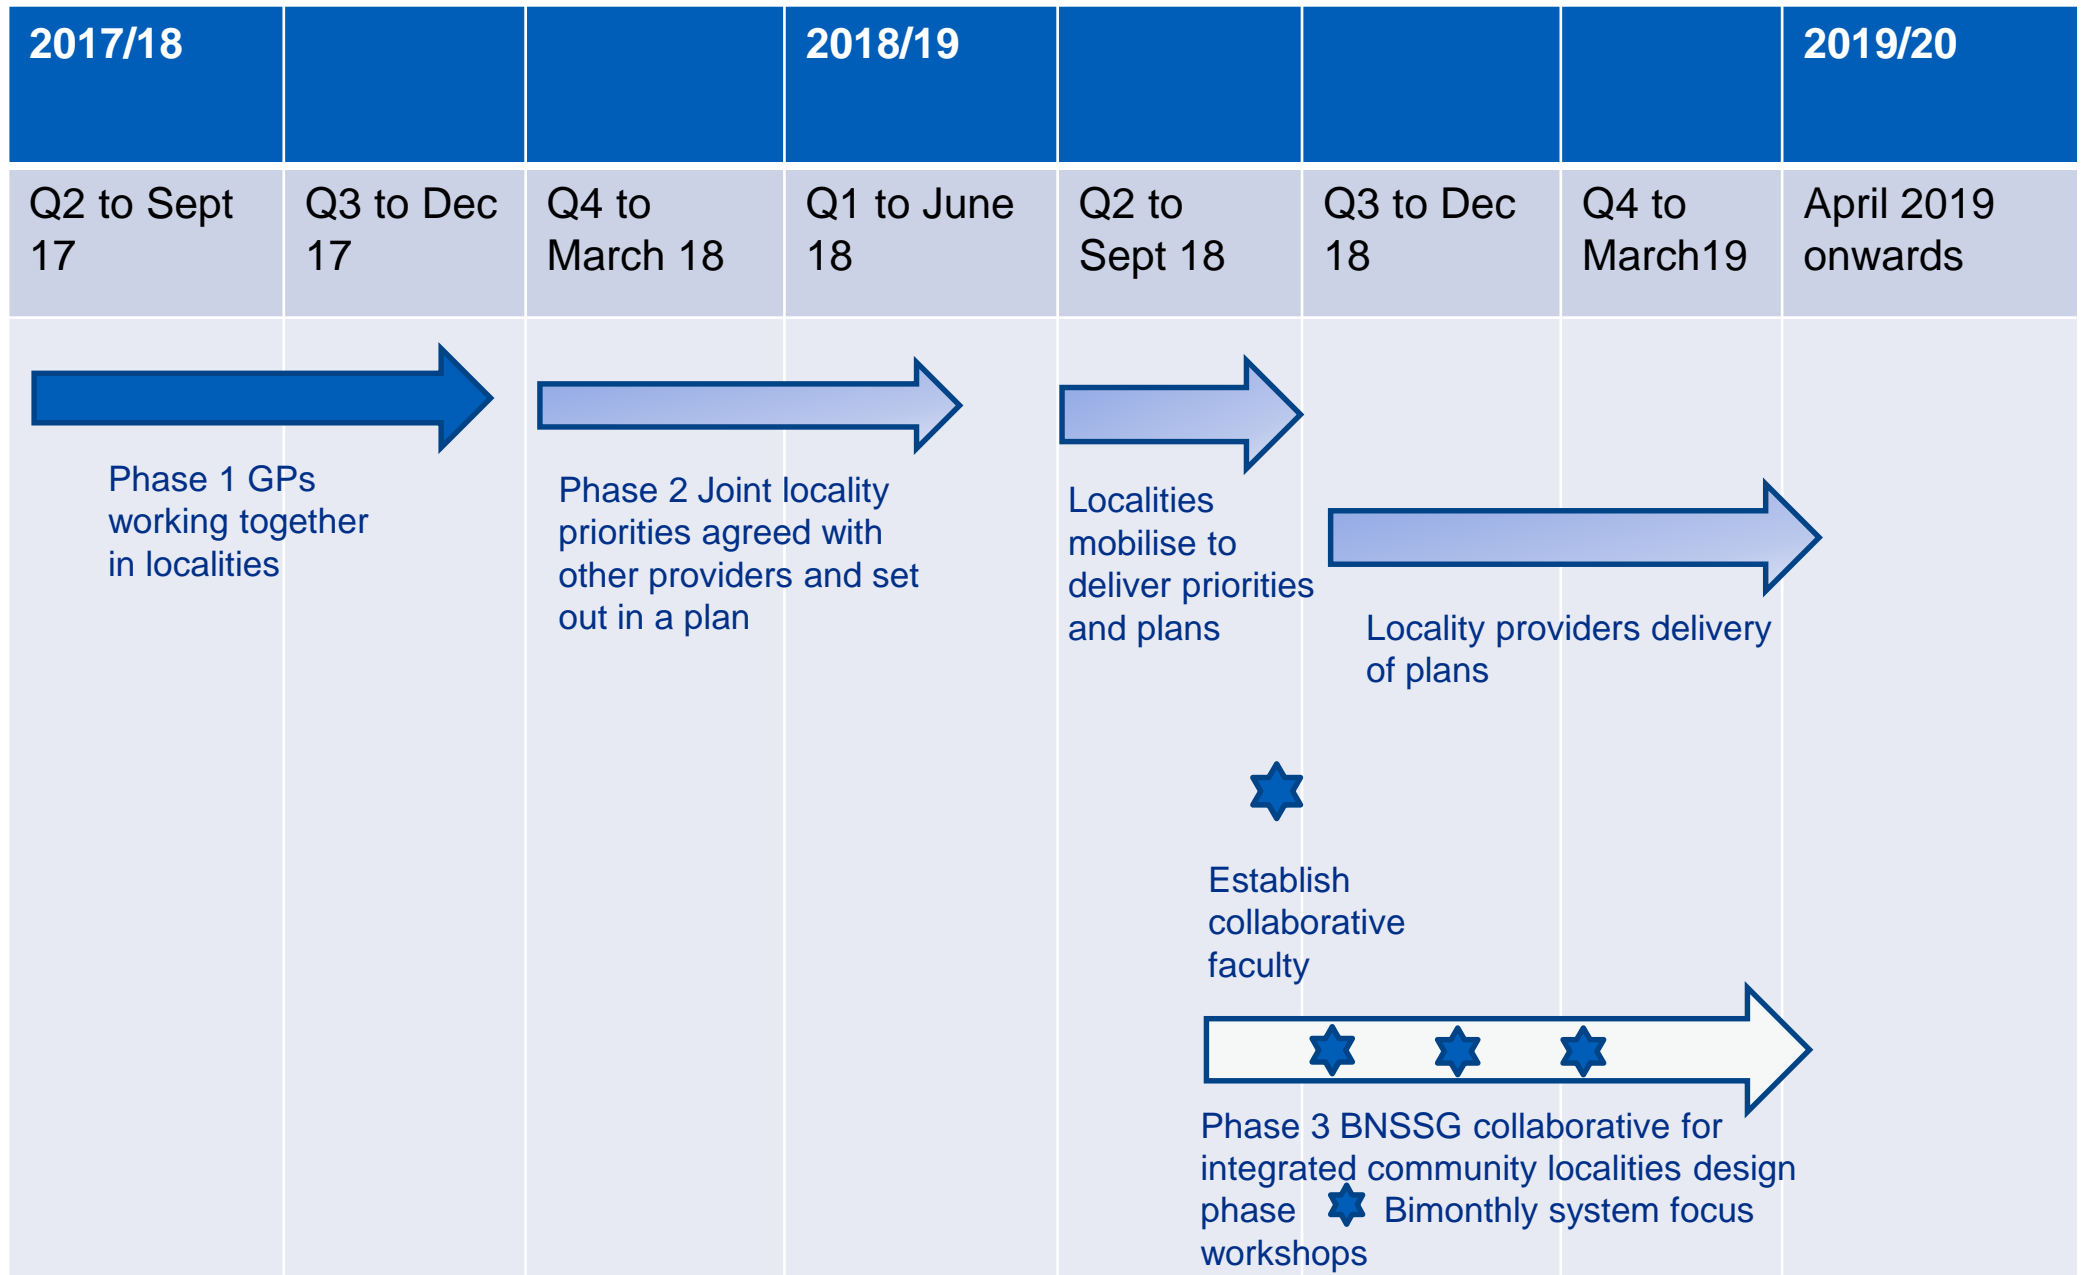 2017/18
2018/19
2019/20
Q2 to Sept
17
Q3 to Dec
17
Q4 to
March 18
Q1 to June
18
Q2 to
Sept 18
Q3 to Dec
18
Q4 to
March19
April 2019
onwards
Phase 1 GPs
working together
in localities
Phase 2 Joint locality
priorities agreed with
other providers and set
out in a plan
Localities
mobilise to
deliver priorities
and plans
Locality providers delivery
of plans
Establish
collaborative
faculty
Phase 3 BNSSG collaborative for
integrated community localities design
phase Bimonthly system focus
workshops